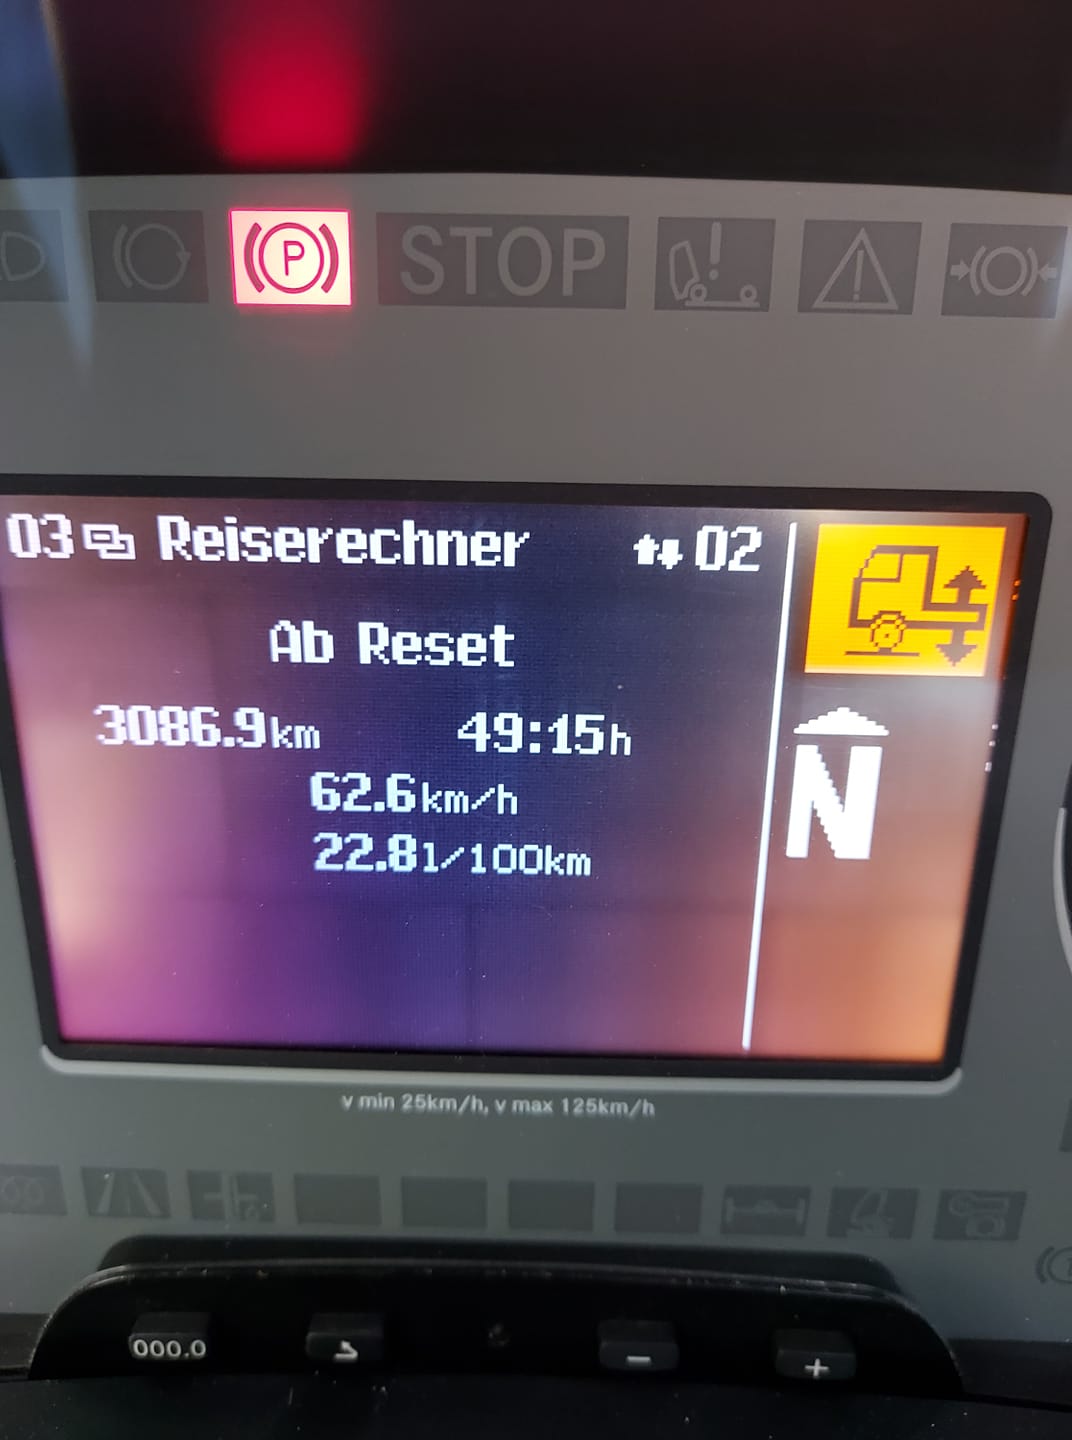 P
STOP
03 Reiserechner 02
Ab Reset
3086.9km 49:15h
62.6km/h
22.8l/100km
N
v min 25km/h, v max 125km/h
000.0 - +